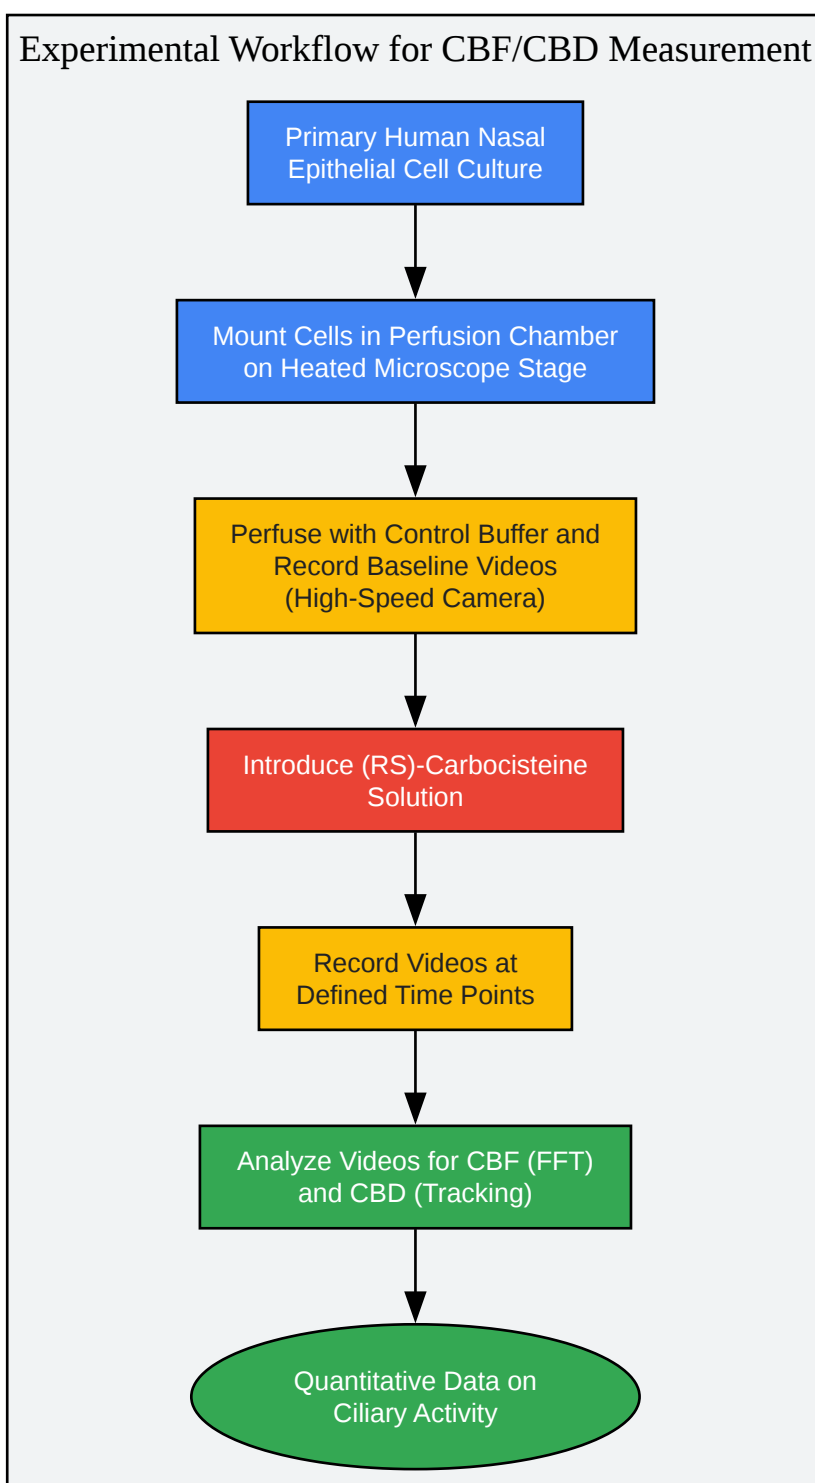 Experimental Workflow for CBF/CBD Measurement
Primary Human Nasal
Epithelial Cell Culture
Mount Cells in Perfusion Chamber
on Heated Microscope Stage
Perfuse with Control Buffer and
Record Baseline Videos
(High-Speed Camera)
Introduce (RS)-Carbocisteine
Solution
Record Videos at
Defined Time Points
Analyze Videos for CBF (FFT)
and CBD (Tracking)
Quantitative Data on
Ciliary Activity